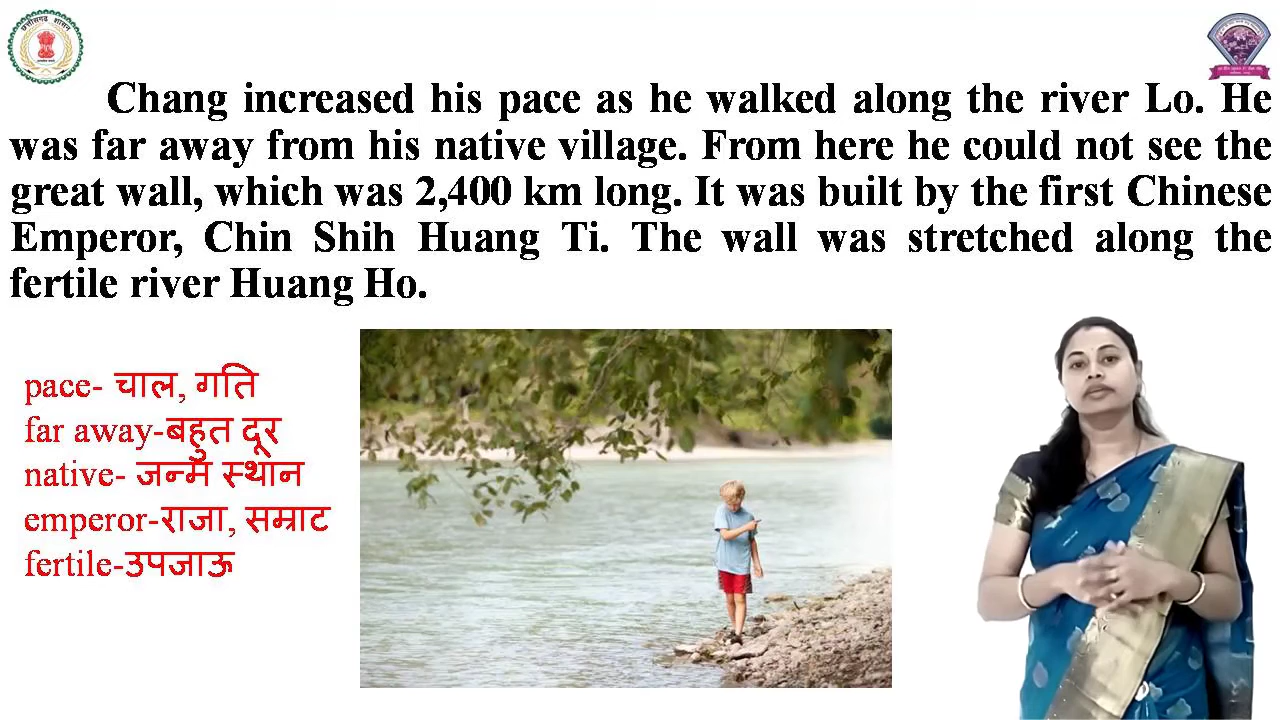 Chang increased his pace as he walked along the river Lo. He
was far away from his native village. From here he could not see the
great wall, which was 2,400 km long. It was built by the first Chinese
Emperor, Chin Shih Huang Ti. The wall was stretched along the
fertile river Huang Ho.
pace- चाल, गति
far away-बहुत दूर
native- जन्म स्थान
emperor-राजा, सम्राट
fertile-उपजाऊ
छत्तीसगढ़ शासन